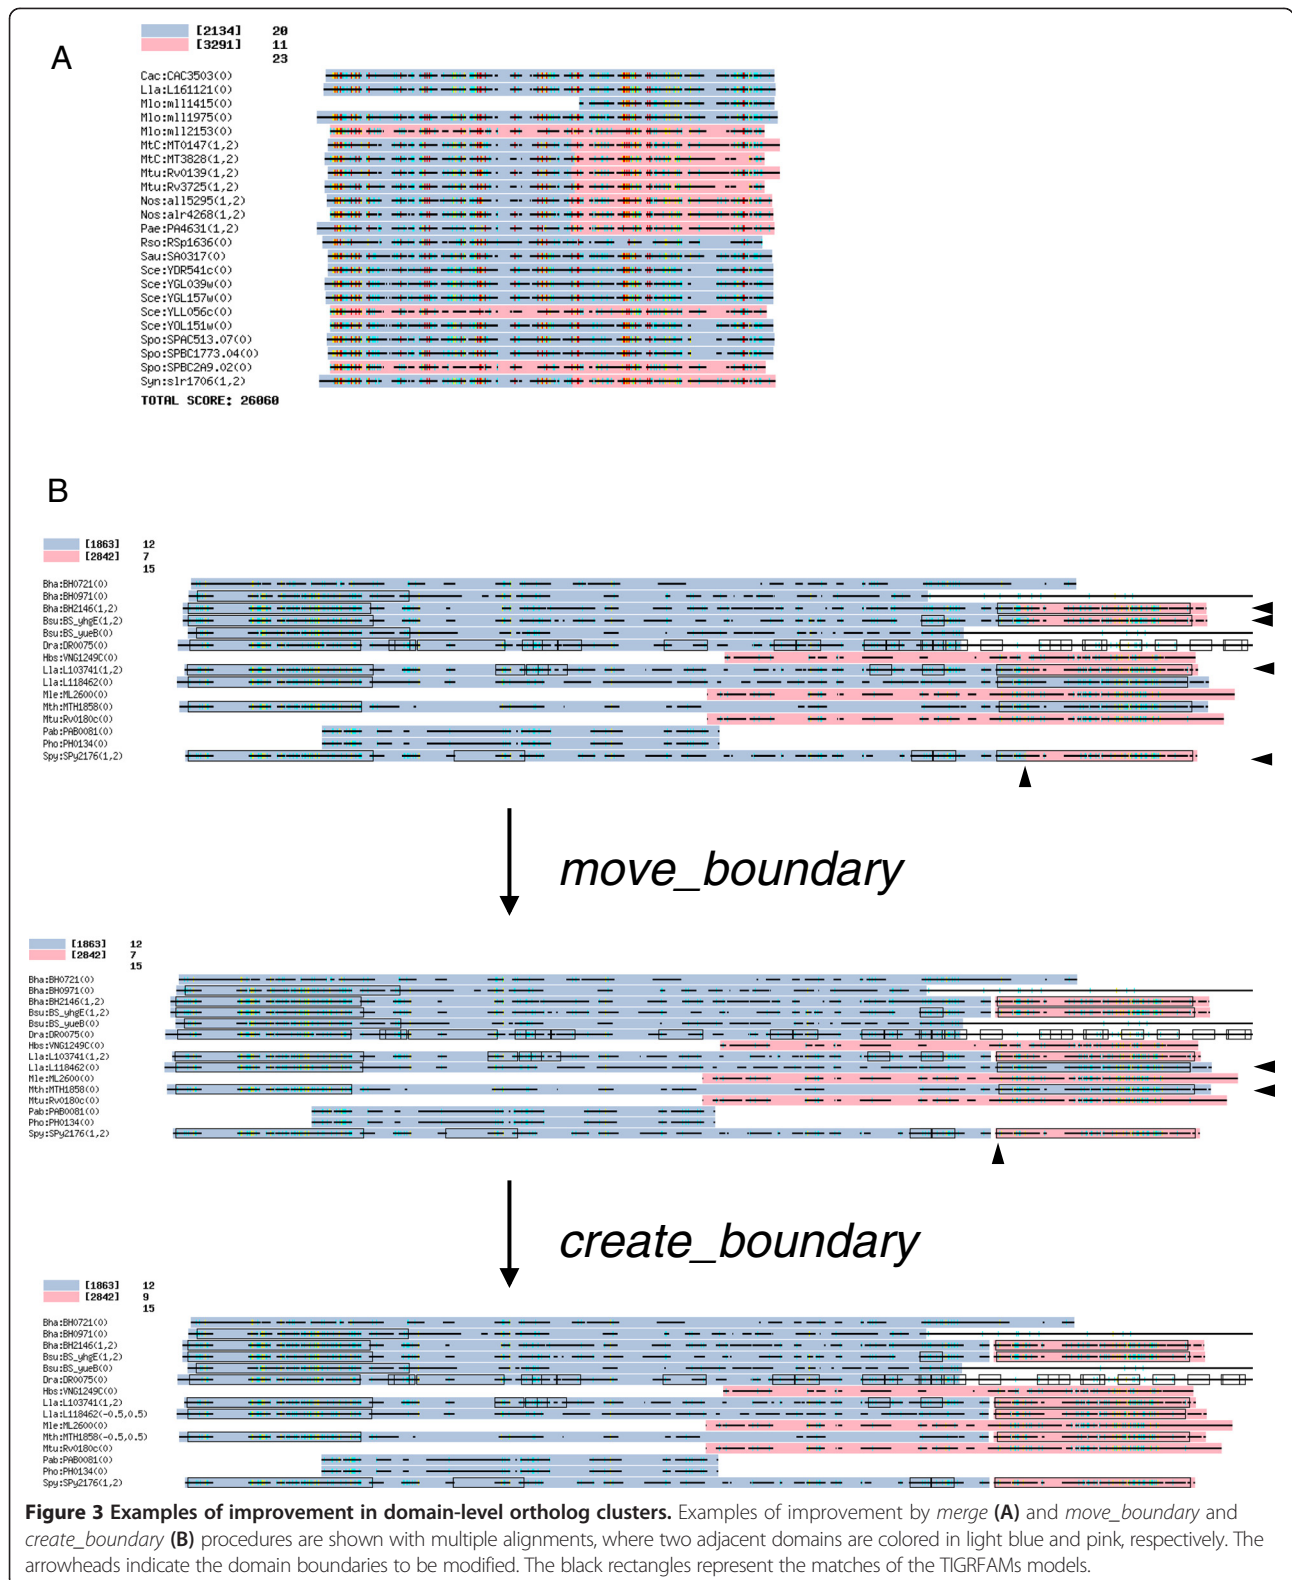 A
[2134] 20
[3291] 11
23
Cac:CAC3503(0)
Lla:L161121(0)
Mlo:mll1415(0)
Mlo:mll1975(0)
Mlo:mll2153(0)
MtC:MT0147(1,2)
MtC:MT3828(1,2)
Mtu:Rv0139(1,2)
Mtu:Rv3725(1,2)
Nos:all5295(1,2)
Nos:alr4268(1,2)
Pae:PA4631(1,2)
Rso:RSp1636(0)
Sau:SA0317(0)
Sce:YDR541c(0)
Sce:YGL039w(0)
Sce:YGL157w(0)
Sce:YLL056c(0)
Sce:YOL151w(0)
Spo:SPAC513.07(0)
Spo:SPBC1773.04(0)
Spo:SPBC2A9.02(0)
Syn:slr1706(1,2)
TOTAL SCORE: 26060
B
[1863] 12
[2842] 7
15
Bha:BH0721(0)
Bha:BH0971(0)
Bha:BH2146(1,2)
Bsu:BS_yhgE(1,2)
Bsu:BS_yueB(0)
Dra:DR0075(0)
Hbs:VNG1249C(0)
Lla:L103741(1,2)
Lla:L118462(0)
Mle:ML2600(0)
Mth:MTH1858(0)
Mtu:Rv0180c(0)
Pab:PAB0081(0)
Pho:PH0134(0)
Spy:SPy2176(1,2)
move_boundary
[1863] 12
[2842] 7
15
Bha:BH0721(0)
Bha:BH0971(0)
Bha:BH2146(1,2)
Bsu:BS_yhgE(1,2)
Bsu:BS_yueB(0)
Dra:DR0075(0)
Hbs:VNG1249C(0)
Lla:L103741(1,2)
Lla:L118462(0)
Mle:ML2600(0)
Mth:MTH1858(0)
Mtu:Rv0180c(0)
Pab:PAB0081(0)
Pho:PH0134(0)
Spy:SPy2176(1,2)
create_boundary
[1863] 12
[2842] 9
15
Bha:BH0721(0)
Bha:BH0971(0)
Bha:BH2146(1,2)
Bsu:BS_yhgE(1,2)
Bsu:BS_yueB(0)
Dra:DR0075(0)
Hbs:VNG1249C(0)
Lla:L103741(1,2)
Lla:L118462(-0.5,0.5)
Mle:ML2600(0)
Mth:MTH1858(-0.5,0.5)
Mtu:Rv0180c(0)
Pab:PAB0081(0)
Pho:PH0134(0)
Spy:SPy2176(1,2)
Figure 3 Examples of improvement in domain-level ortholog clusters. Examples of improvement by merge (A) and move_boundary and
create_boundary (B) procedures are shown with multiple alignments, where two adjacent domains are colored in light blue and pink, respectively. The
arrowheads indicate the domain boundaries to be modified. The black rectangles represent the matches of the TIGRFAMs models.